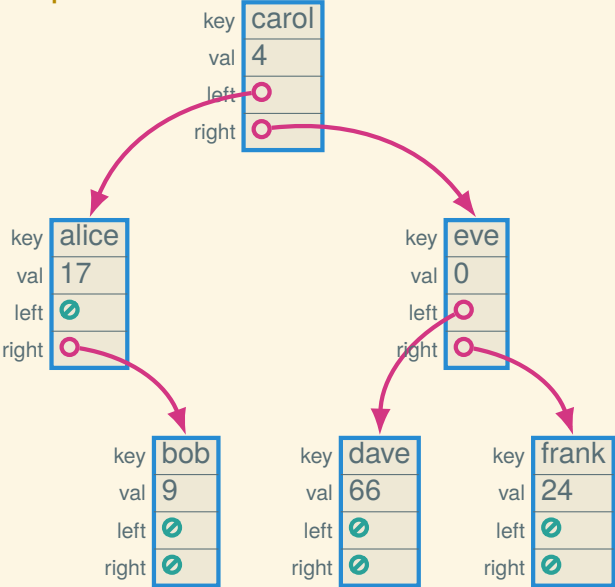 key carol
val 4
left
right
key alice
val 17
left
right
key eve
val 0
left
right
key bob
val 9
left
right
key dave
val 66
left
right
key frank
val 24
left
right